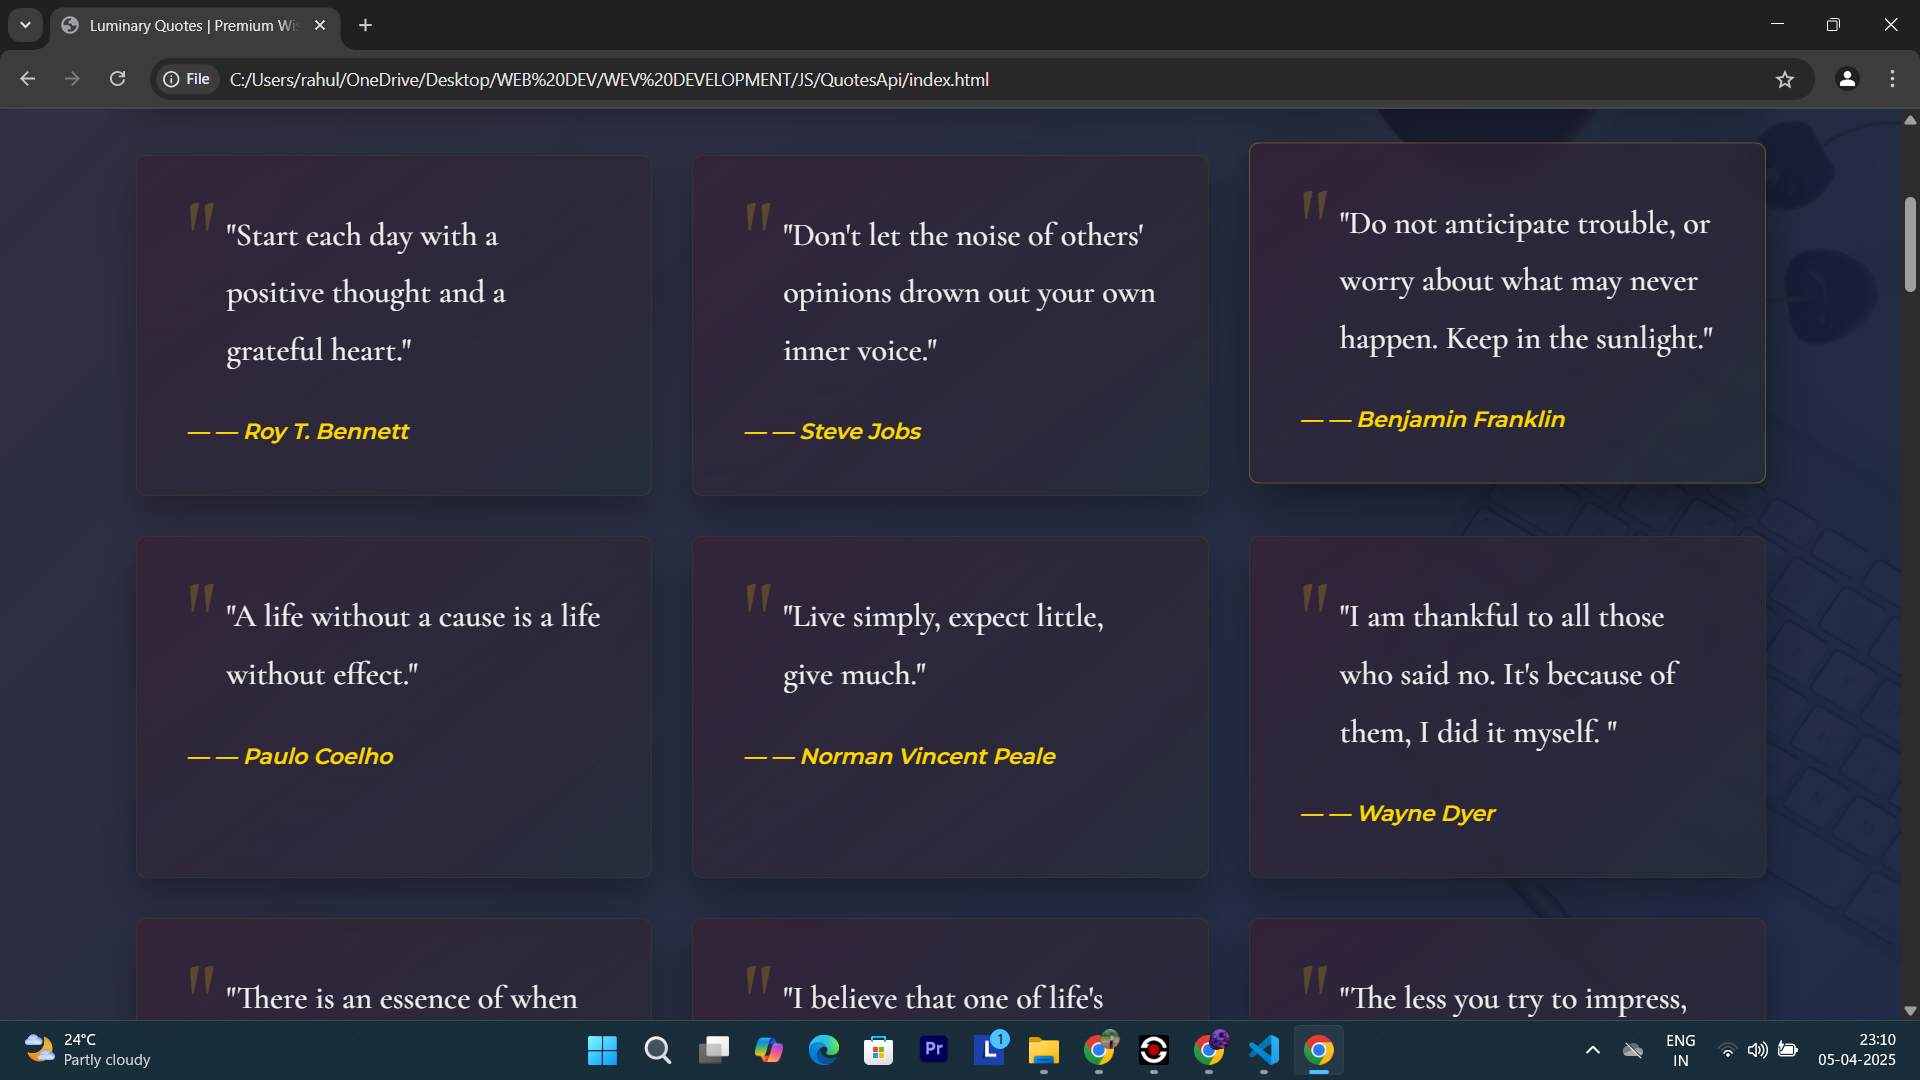 Luminary Quotes | Premium Wi
File
C:/Users/rahul/OneDrive/Desktop/WEB%20DEV/WEV%20DEVELOPMENT/JS/QuotesApi/index.html
"
"Start each day with a
positive thought and a
grateful heart."
— — Roy T. Bennett
"
"Don't let the noise of others'
opinions drown out your own
inner voice."
— — Steve Jobs
"
"Do not anticipate trouble, or
worry about what may never
happen. Keep in the sunlight."
— — Benjamin Franklin
"
"A life without a cause is a life
without effect."
— — Paulo Coelho
"
"Live simply, expect little,
give much."
— — Norman Vincent Peale
"
"I am thankful to all those
who said no. It's because of
them, I did it myself. "
— — Wayne Dyer
"
"There is an essence of when
"
"I believe that one of life's
"
"The less you try to impress,
24°C
Partly cloudy
Pr
L
1
ENG
IN
23:10
05-04-2025